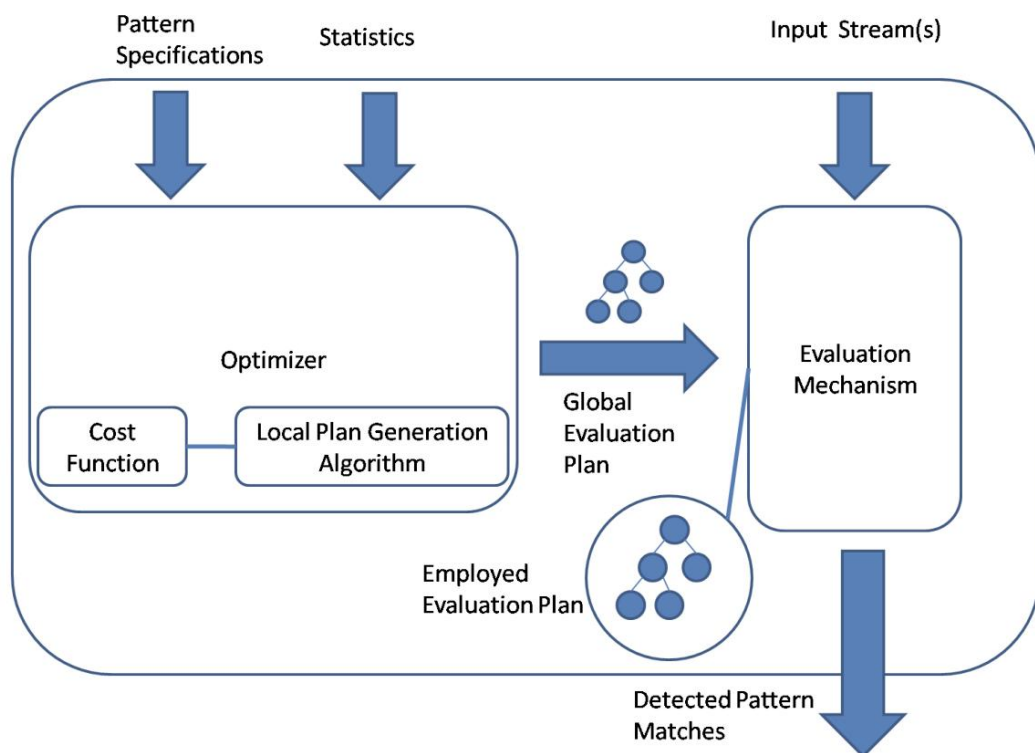 Pattern
Specifications
Statistics
Input Stream(s)
Optimizer
Cost
Function
Local Plan Generation
Algorithm
Global
Evaluation
Plan
Evaluation
Mechanism
Employed
Evaluation Plan
Detected Pattern
Matches